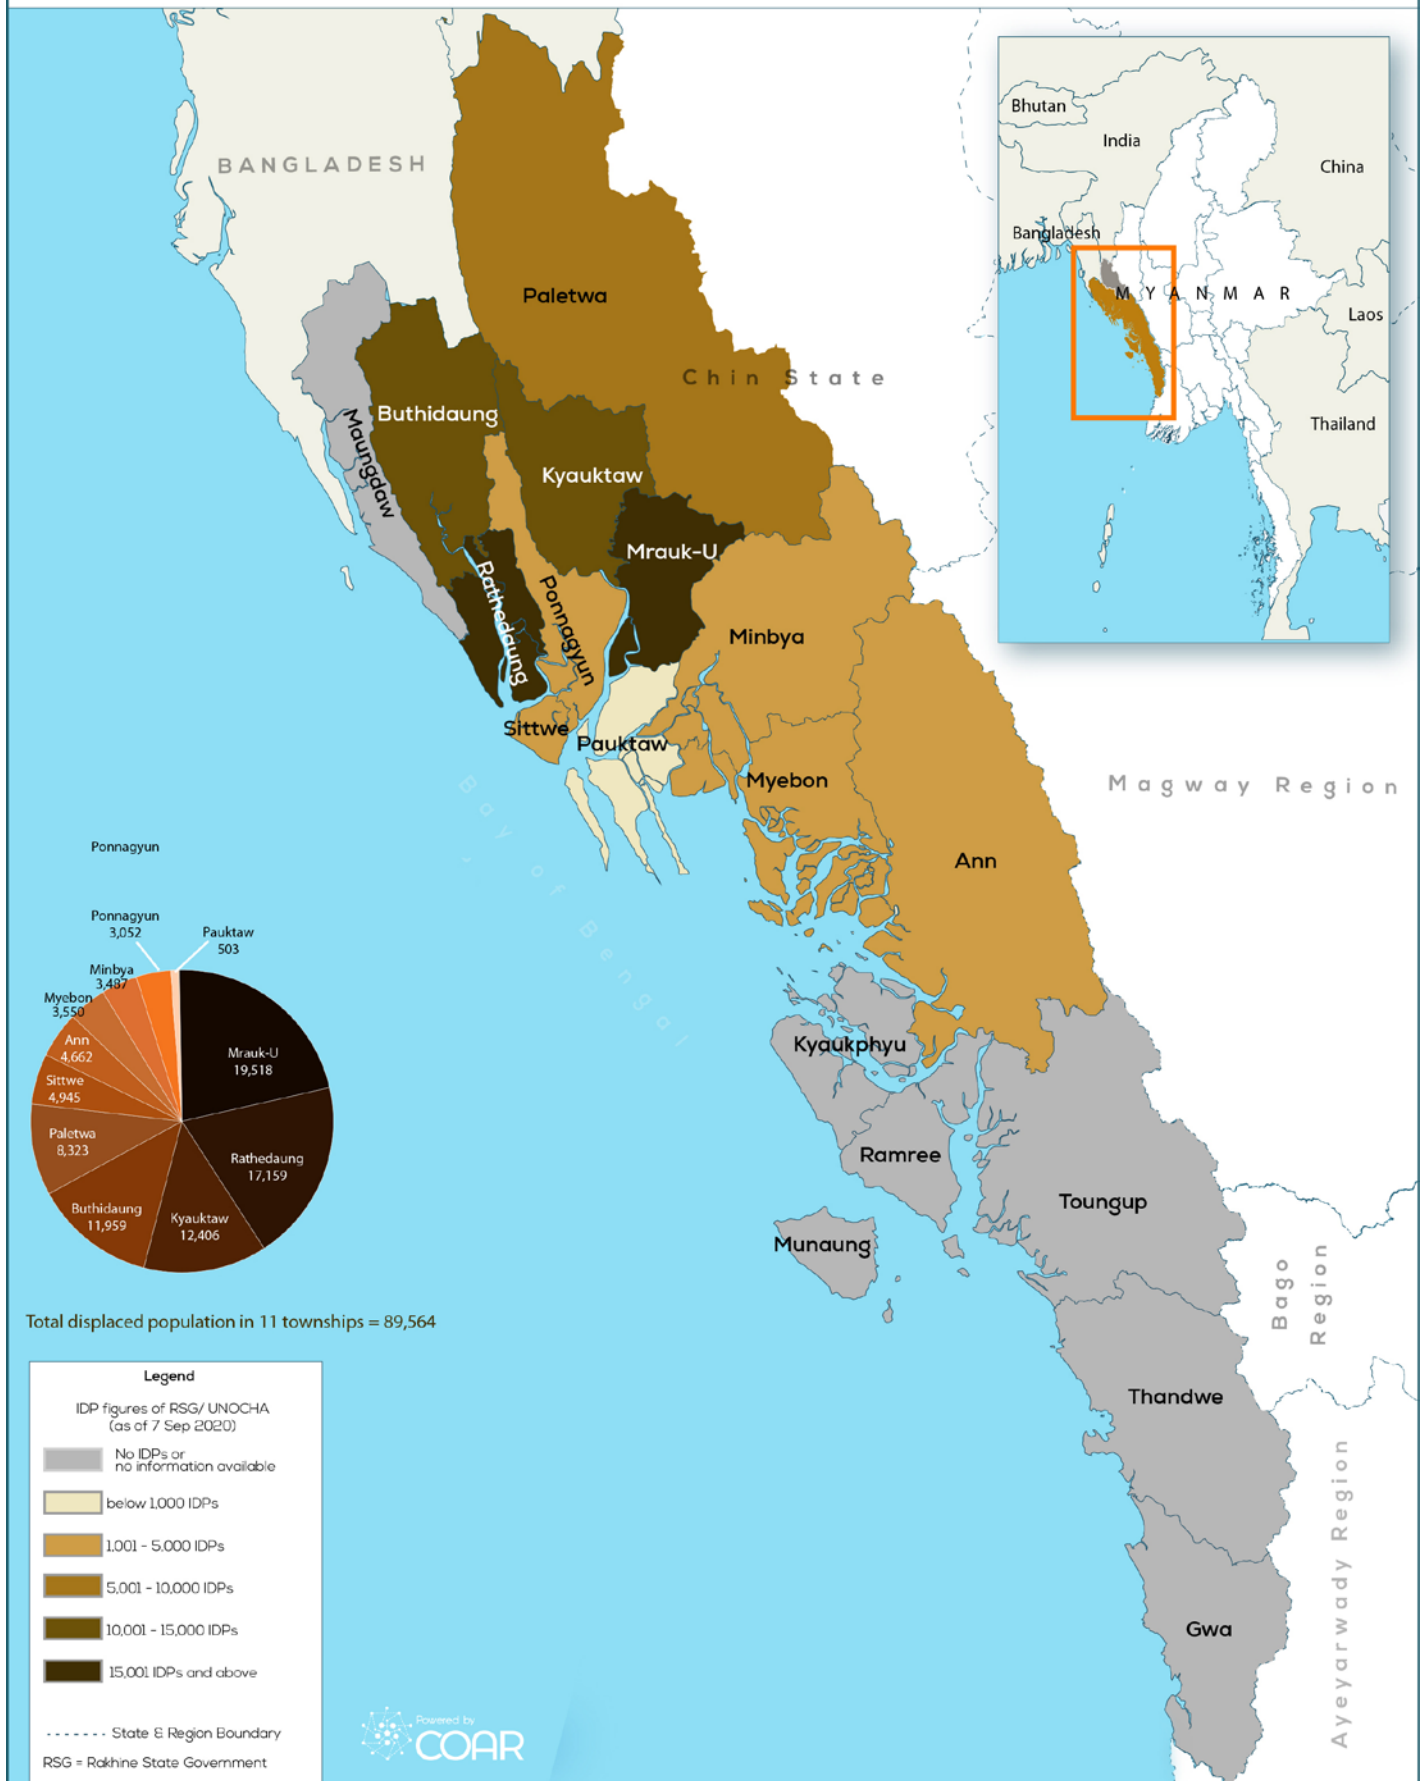 BANGLADESH
Paletwa
Chin State
Buthidaung
Maungdaw
Kyauktaw
Mrauk-U
Rathedaung
Ponnagyun
Minbya
Sittwe
Pauktaw
Myebon
Ann
Magway Region
Bay of Bengal
Kyaukphyu
Ramree
Munaung
Toungup
Bago
Region
Thandwe
Gwa
Ayeyarwady Region
Bhutan
India
China
Bangladesh
MYANMAR
Laos
Thailand
Ponnagyun
Ponnagyun
3,052
Pauktaw
503
Minbya
3,487
Myebon
3,550
Ann
4,662
Sittwe
4,945
Paletwa
8,323
Buthidaung
11,959
Kyauktaw
12,406
Rathedaung
17,159
Mrauk-U
19,518
Total displaced population in 11 townships = 89,564
Legend
IDP figures of RSG/ UNOCHA
(as of 7 Sep 2020)
No IDPs or
no information available
below 1,000 IDPs
1,001 - 5,000 IDPs
5,001 - 10,000 IDPs
10,001 - 15,000 IDPs
15,001 IDPs and above
State & Region Boundary
RSG = Rakhine State Government
Powered by
COAR